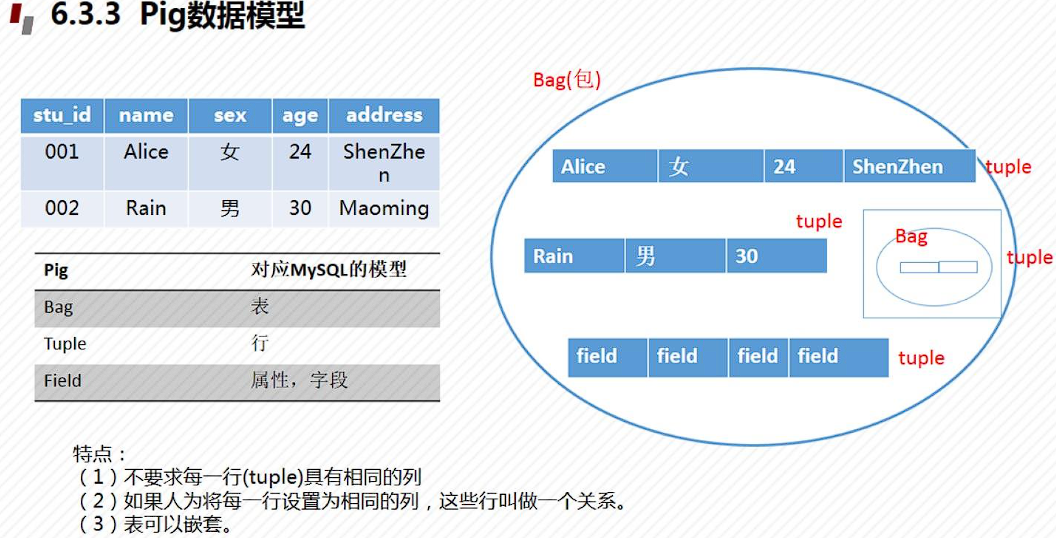 6.3.3 Pig数据模型
stu_id name sex age address
001 Alice 女 24 ShenZhe
n
002 Rain 男 30 Maoming
Pig 对应MySQL的模型
Bag 表
Tuple 行
Field 属性，字段
Bag(包)
Alice 女 24 ShenZhen tuple
tuple
Rain 男 30
Bag
tuple
field field field field tuple
特点：
（1）不要求每一行(tuple)具有相同的列
（2）如果人为将每一行设置为相同的列，这些行叫做一个关系。
（3）表可以嵌套。